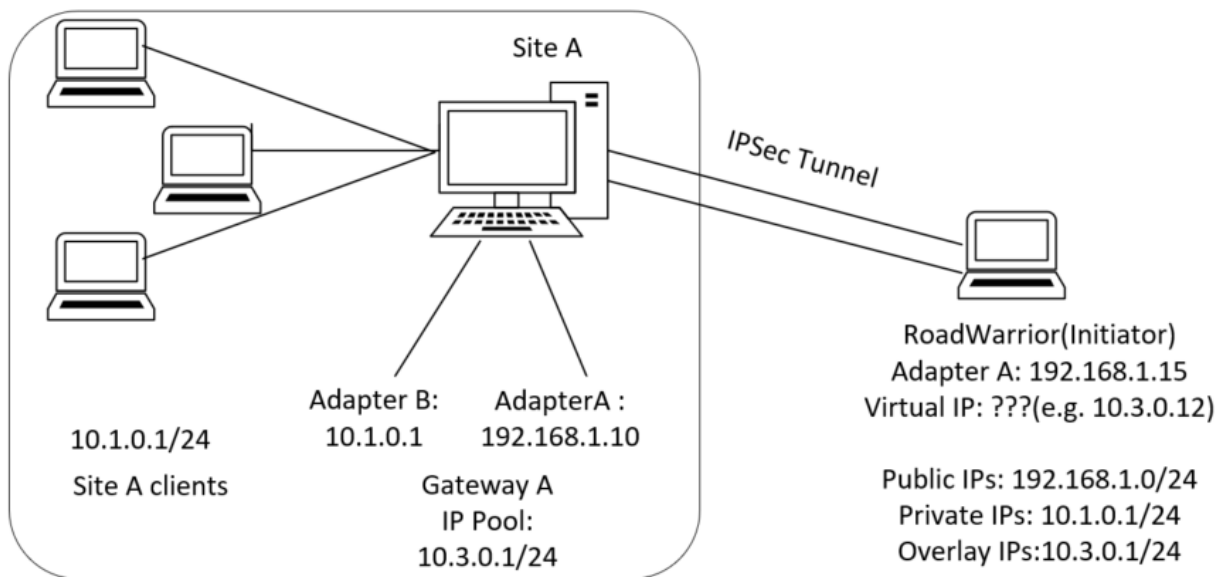 Site A
IPSec Tunnel
10.1.0.1/24
Site A clients
Adapter B:
10.1.0.1
AdapterA :
192.168.1.10
Gateway A
IP Pool:
10.3.0.1/24
RoadWarrior(Initiator)
Adapter A: 192.168.1.15
Virtual IP: ???(e.g. 10.3.0.12)
Public IPs: 192.168.1.0/24
Private IPs: 10.1.0.1/24
Overlay IPs:10.3.0.1/24